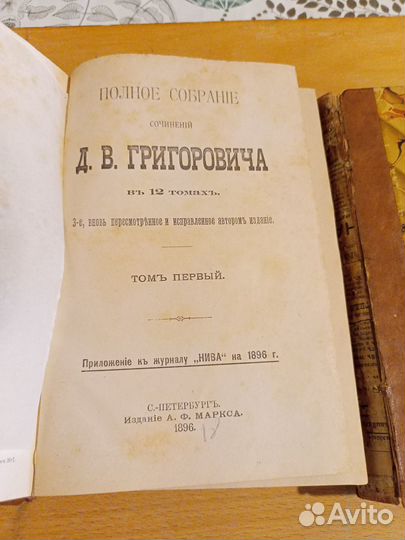 ПОЛНОЕ СОБРАНІЕ
СОЧИНЕНІЙ
Д. В. ГРИГОРОВИЧА
ВЪ 12 ТОМАХЪ.
3-е, вновь пересмотрѣнное и исправленное авторомъ изданіе.
ТОМЪ ПЕРВЫЙ.
Приложеніе къ журналу „НИВА" на 1896 г.
С.-ПЕТЕРБУРГЪ.
Изданіе А. Ф. МАРКСА.
1896.
Avito